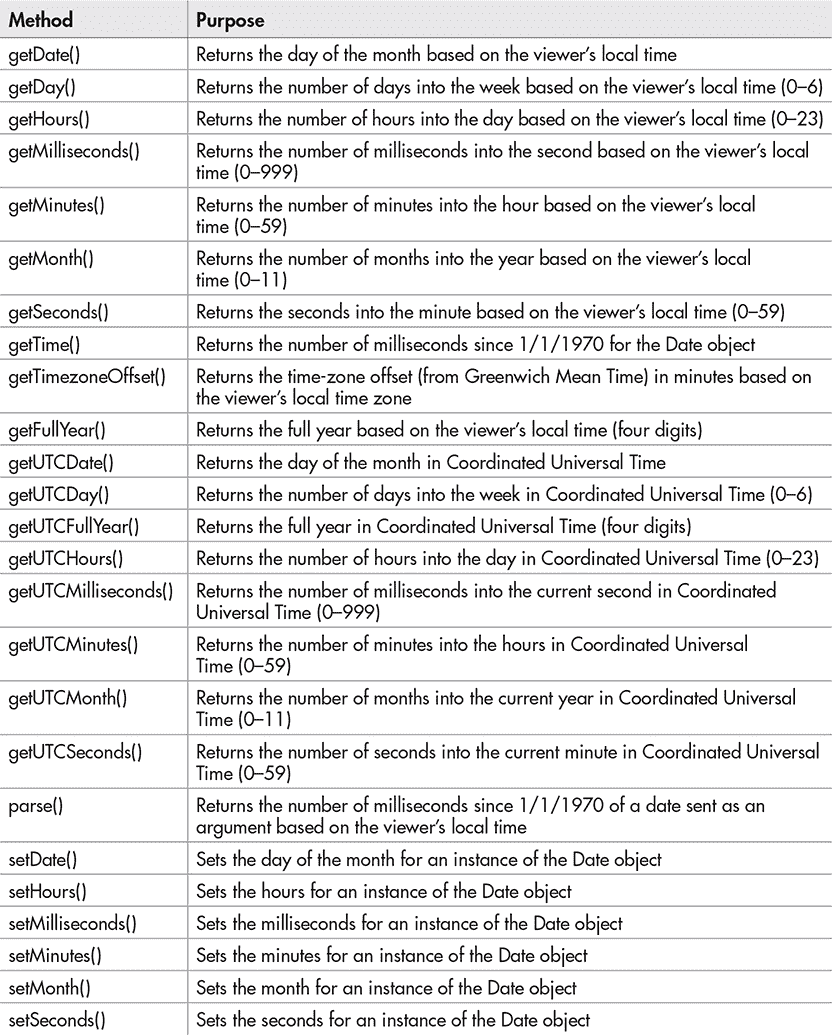 Method Purpose
getDate() Returns the day of the month based on the viewer’s local time
getDay() Returns the number of days into the week based on the viewer’s local time (0–6)
getHours() Returns the number of hours into the day based on the viewer’s local time (0–23)
getMilliseconds() Returns the number of milliseconds into the second based on the viewer’s local
time (0–999)
getMinutes() Returns the number of minutes into the hour based on the viewer’s local
time (0–59)
getMonth() Returns the number of months into the year based on the viewer’s local
time (0–11)
getSeconds() Returns the seconds into the minute based on the viewer’s local time (0–59)
getTime() Returns the number of milliseconds since 1/1/1970 for the Date object
getTimezoneOffset() Returns the time-zone offset (from Greenwich Mean Time) in minutes based on
the viewer’s local time zone
getFullYear() Returns the full year based on the viewer’s local time (four digits)
getUTCDate() Returns the day of the month in Coordinated Universal Time
getUTCDay() Returns the number of days into the week in Coordinated Universal Time (0–6)
getUTCFullYear() Returns the full year in Coordinated Universal Time (four digits)
getUTCHours() Returns the number of hours into the day in Coordinated Universal Time (0–23)
getUTCMilliseconds() Returns the number of milliseconds into the current second in Coordinated
Universal Time (0–999)
getUTCMinutes() Returns the number of minutes into the hours in Coordinated Universal
Time (0–59)
getUTCMonth() Returns the number of months into the current year in Coordinated Universal
Time (0–11)
getUTCSeconds() Returns the number of seconds into the current minute in Coordinated Universal
Time (0–59)
parse() Returns the number of milliseconds since 1/1/1970 of a date sent as an
argument based on the viewer’s local time
setDate() Sets the day of the month for an instance of the Date object
setHours() Sets the hours for an instance of the Date object
setMilliseconds() Sets the milliseconds for an instance of the Date object
setMinutes() Sets the minutes for an instance of the Date object
setMonth() Sets the month for an instance of the Date object
setSeconds() Sets the seconds for an instance of the Date object